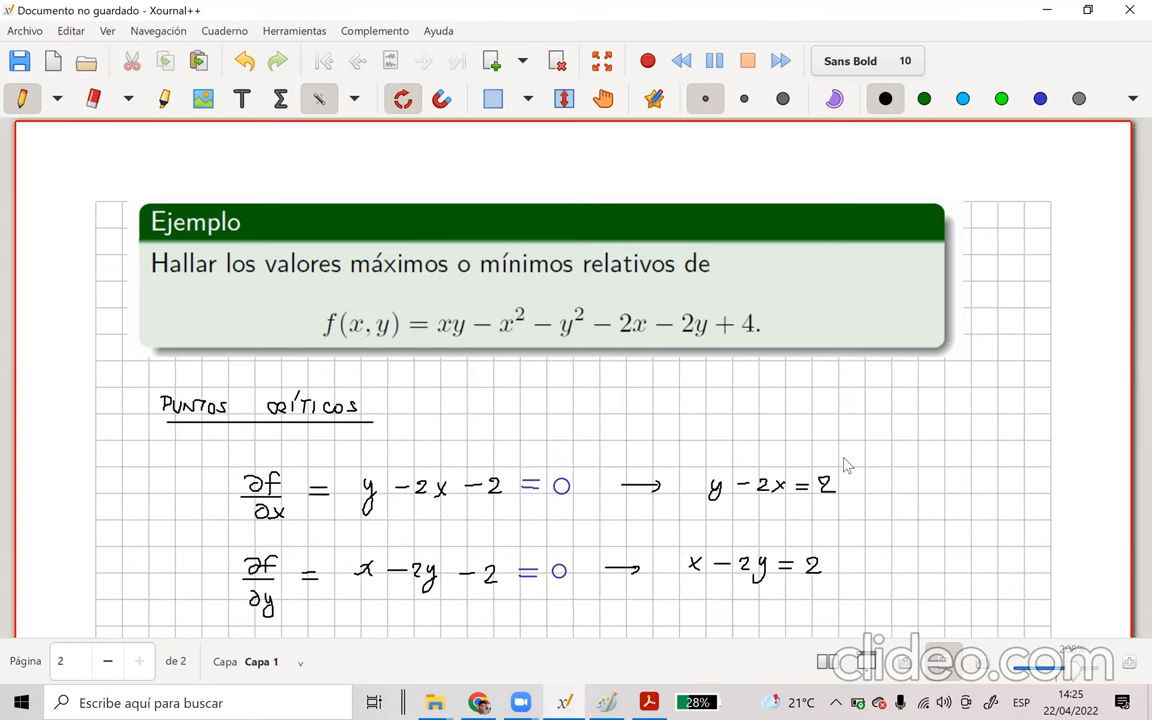 Documento no guardado - Xournal++
Archivo Editar Ver Navegación Cuaderno Herramientas Complemento Ayuda
Sans Bold 10
Ejemplo
Hallar los valores máximos o mínimos relativos de
f(x, y) = xy − x² − y² − 2x − 2y + 4.
PUNTOS CRÍTICOS
∂f/∂x = y − 2x − 2 = 0 → y − 2x = 2
∂f/∂y = x − 2y − 2 = 0 → x − 2y = 2
Página 2 de 2 Capa Capa 1
clideo.com
Escribe aquí para buscar
28%
21°C
ESP
14:25
22/04/2022